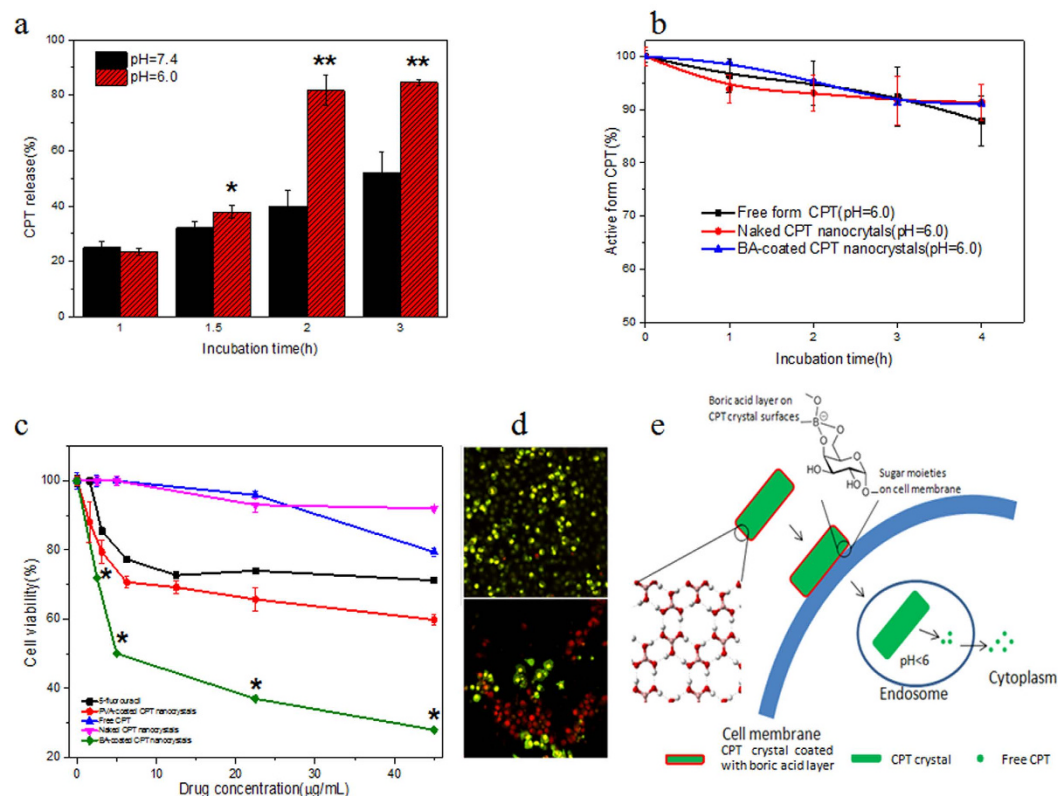 a
pH=7.4
pH=6.0
*
**
**
CPT release(%)
100
80
60
40
20
0
1
1.5
2
3
Incubation time(h)
b
Active form CPT(%)
100
90
80
70
60
50
Free form CPT(pH=6.0)
Naked CPT nanocrytals(pH=6.0)
BA-coated CPT nanocrystals(pH=6.0)
0
1
2
3
4
Incubation time(h)
c
Cell viability(%)
100
80
60
40
20
*
*
*
*
5-fluorouracil
PVA-coated CPT nanocrystals
Free CPT
Naked CPT nanocrystals
BA-coated CPT nanocrystals
0
10
20
30
40
Drug concentration(μg/mL)
d
e
Boric acid layer on
CPT crystal surfaces
O
B
⊖
O
O
O
HO
HO
O
Sugar moieties
on cell membrane
pH<6
Endosome
Cytoplasm
Cell membrane
CPT crystal coated
with boric acid layer
CPT crystal
Free CPT